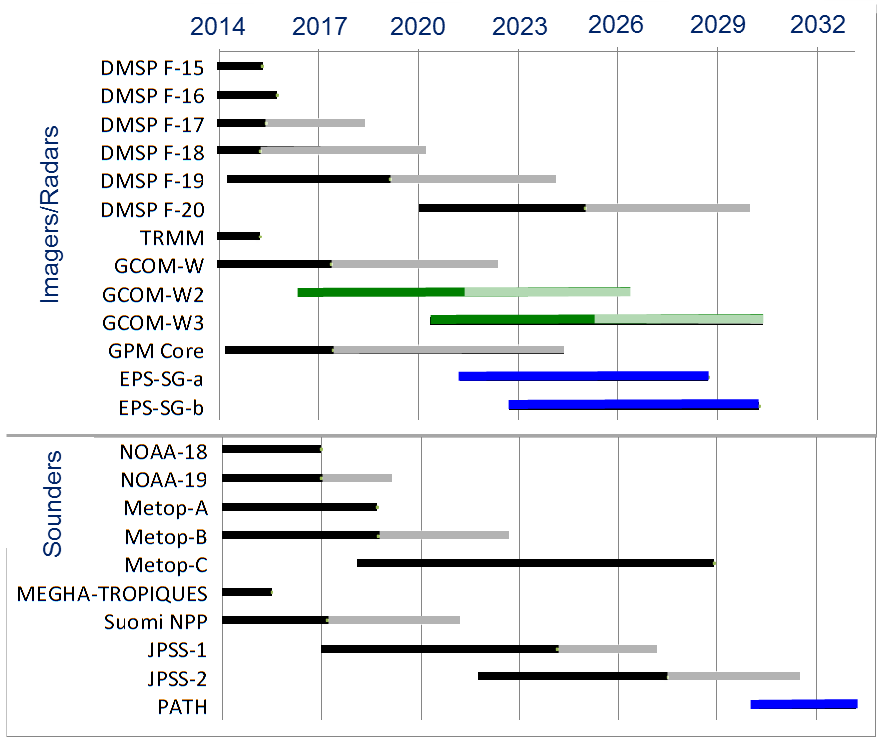 2014 2017 2020 2023 2026 2029 2032
Imagers/Radars
DMSP F-15
DMSP F-16
DMSP F-17
DMSP F-18
DMSP F-19
DMSP F-20
TRMM
GCOM-W
GCOM-W2
GCOM-W3
GPM Core
EPS-SG-a
EPS-SG-b
Sounders
NOAA-18
NOAA-19
Metop-A
Metop-B
Metop-C
MEGHA-TROPIQUES
Suomi NPP
JPSS-1
JPSS-2
PATH